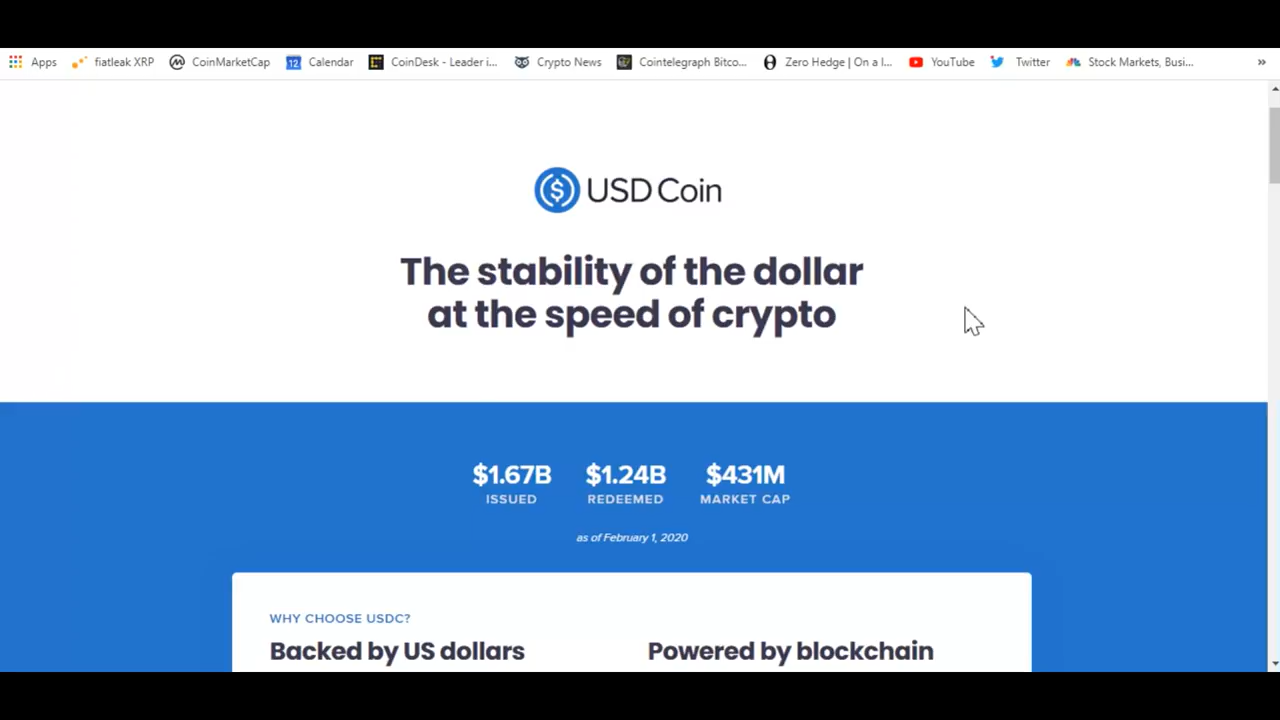 Apps fiatleak XRP CoinMarketCap 12 Calendar CoinDesk - Leader i... Crypto News Cointelegraph Bitco... Zero Hedge | On a l... YouTube Twitter Stock Markets, Busi... »
$ USD Coin
The stability of the dollar
at the speed of crypto
$1.67B $1.24B $431M
ISSUED REDEEMED MARKET CAP
as of February 1, 2020
WHY CHOOSE USDC?
Backed by US dollars Powered by blockchain